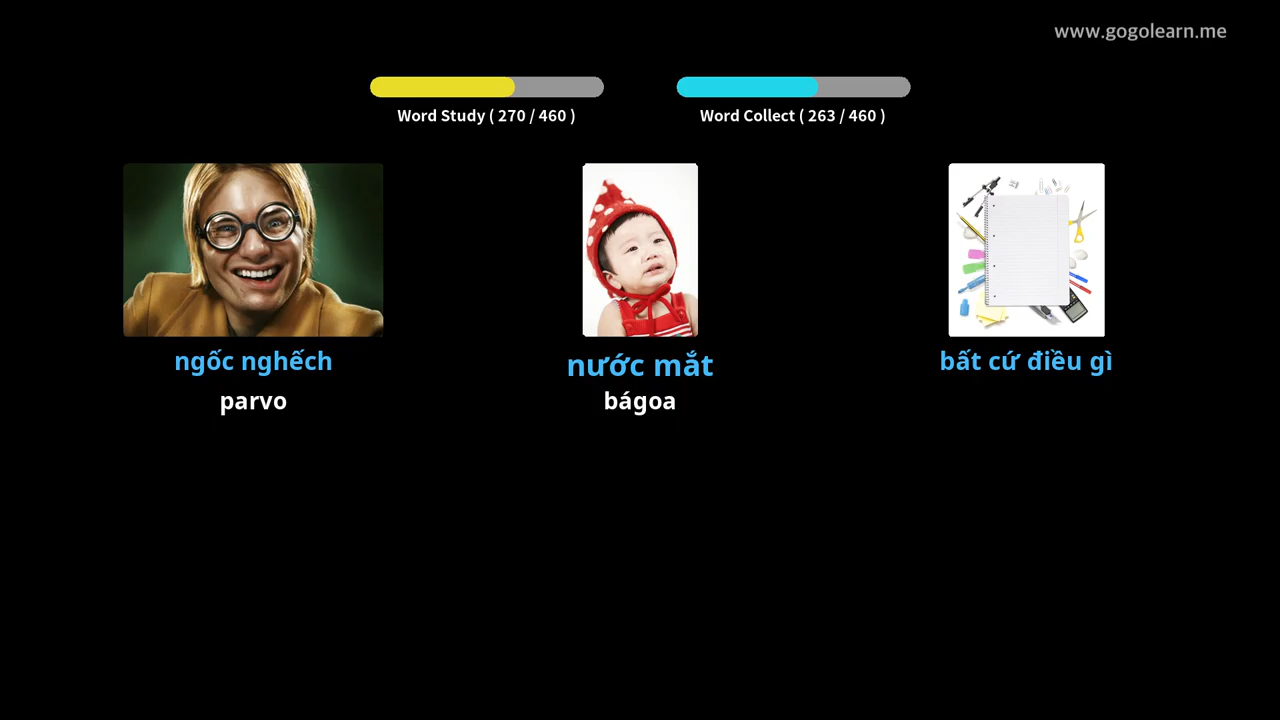 www.gogolearn.me
Word Study ( 270 / 460 )
Word Collect ( 263 / 460 )
ngốc nghếch
nước mắt
bất cứ điều gì
parvo
bágoa